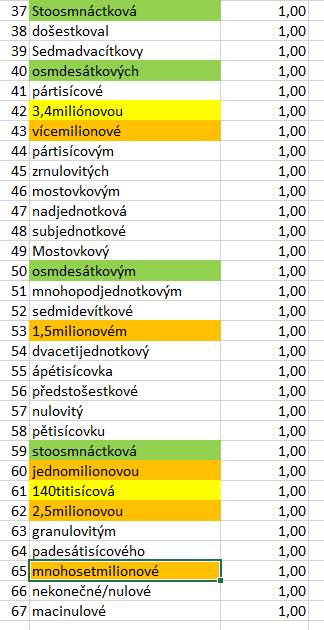 37 Stoosmnáctková 1,00
38 došestkoval 1,00
39 Sedmadvacítkovy 1,00
40 osmdesátkových 1,00
41 pártisícové 1,00
42 3,4miliónovou 1,00
43 vícemilionové 1,00
44 pártisícovým 1,00
45 zrnulovitých 1,00
46 mostovkovým 1,00
47 nadjednotková 1,00
48 subjednotkové 1,00
49 Mostovkový 1,00
50 osmdesátkovým 1,00
51 mnohopodjednotkovým 1,00
52 sedmidevítkové 1,00
53 1,5milionovém 1,00
54 dvacetijednotkový 1,00
55 ápétisícovka 1,00
56 předstošestkové 1,00
57 nulovitý 1,00
58 pětisícovku 1,00
59 stoosmnáctková 1,00
60 jednomilionovou 1,00
61 140titisícová 1,00
62 2,5milionovou 1,00
63 granulovitým 1,00
64 padesátisícového 1,00
65 mnohosetmilionové 1,00
66 nekonečné/nulové 1,00
67 macinulové 1,00